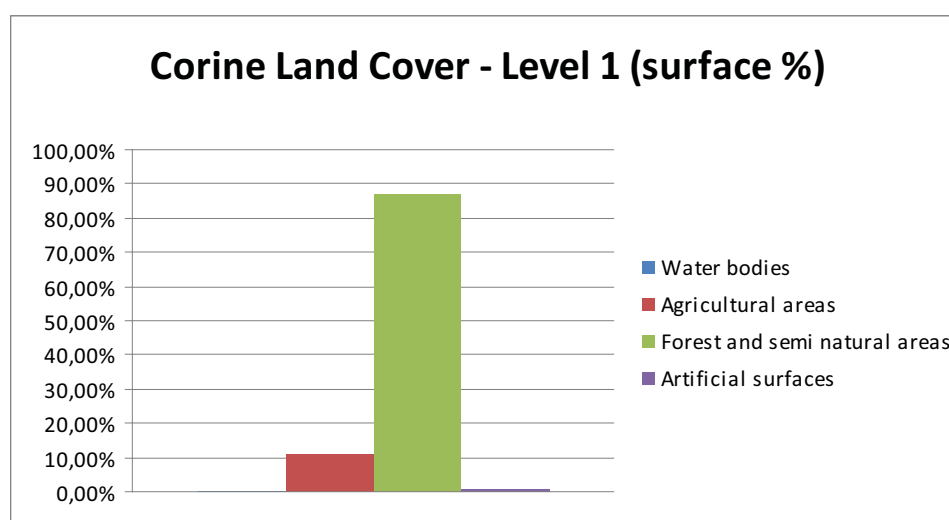 Corine Land Cover - Level 1 (surface %)
100,00%
90,00%
80,00%
70,00%
60,00%
50,00%
40,00%
30,00%
20,00%
10,00%
0,00%
Water bodies
Agricultural areas
Forest and semi natural areas
Artificial surfaces